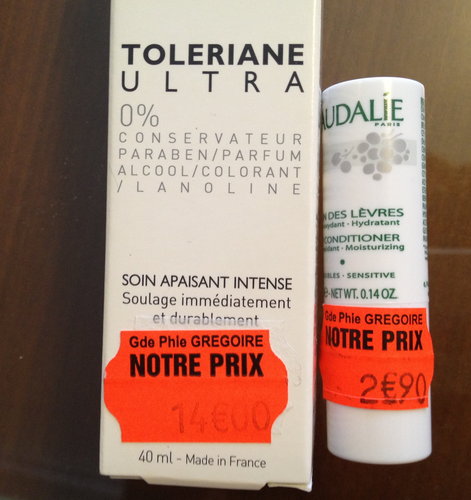 TOLERIANE
ULTRA
0%
CONSERVATEUR
PARABEN/PARFUM
ALCOOL/COLORANT
/LANOLINE
SOIN APAISANT INTENSE
Soulage immédiatement
et durablement
Gde Phie GREGOIRE
NOTRE PRIX
14€00
40 ml - Made in France
AUDALIE
PARIS
DES LÈVRES
- Hydratant
CONDITIONER
- Moisturizing
- SENSITIVE
- NET WT. 0.14 OZ.
Gde Phie GREGOIRE
NOTRE PRIX
2€90